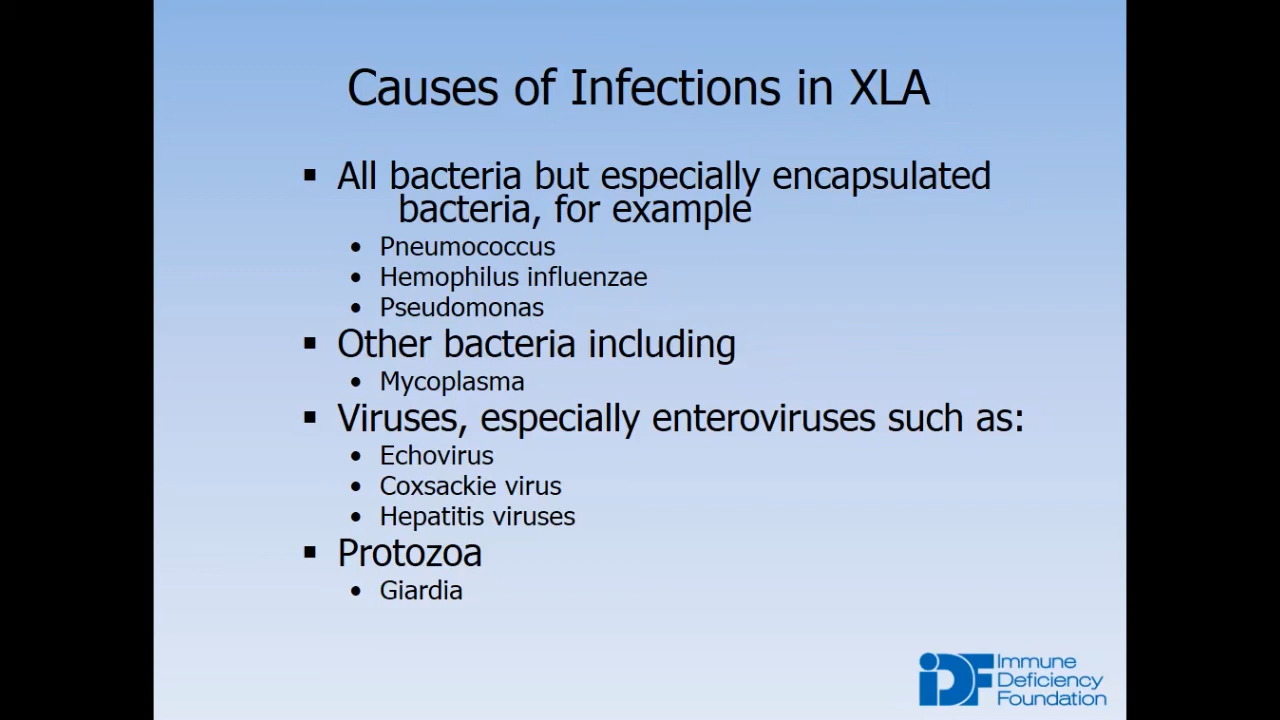 Causes of Infections in XLA
▪ All bacteria but especially encapsulated
bacteria, for example
• Pneumococcus
• Hemophilus influenzae
• Pseudomonas
▪ Other bacteria including
• Mycoplasma
▪ Viruses, especially enteroviruses such as:
• Echovirus
• Coxsackie virus
• Hepatitis viruses
▪ Protozoa
• Giardia
iDF Immune
Deficiency
Foundation